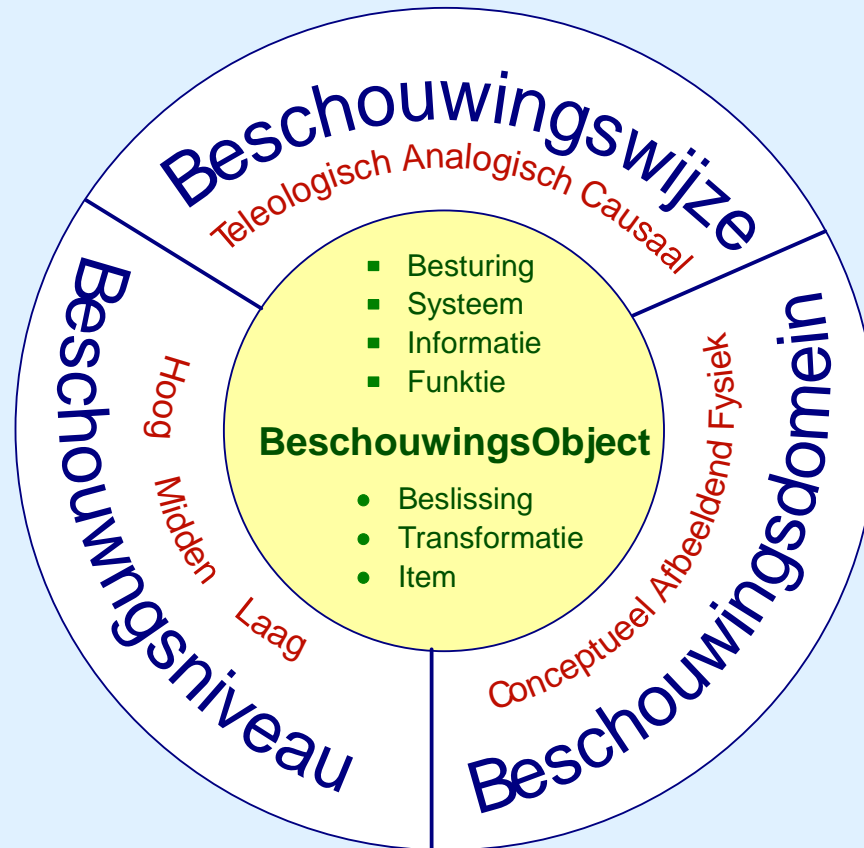 Beschouwingswijze
Teleologisch Analogisch Causaal
Beschouwngsniveau
Hoog Midden Laag
Beschouwingsdomein
Conceptueel Afbeeldend Fysiek
▪ Besturing
▪ Systeem
▪ Informatie
▪ Funktie
BeschouwingsObject
• Beslissing
• Transformatie
• Item